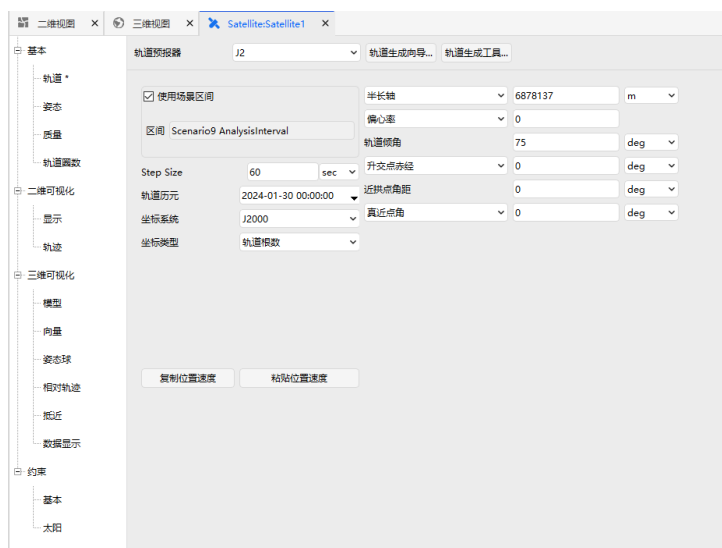 二维视图 × 三维视图 × Satellite:Satellite1 ×
基本
轨道 *
姿态
质量
轨道圈数
二维可视化
显示
轨迹
三维可视化
模型
向量
姿态球
相对轨迹
抵近
数据显示
约束
基本
太阳
轨道预报器 J2 轨道生成向导... 轨道生成工具...
使用场景区间
区间 Scenario9 AnalysisInterval
Step Size 60 sec
轨道历元 2024-01-30 00:00:00
坐标系统 J2000
坐标类型 轨道根数
半长轴 6878137 m
偏心率 0
轨道倾角 75 deg
升交点赤经 0 deg
近拱点角距 0 deg
真近点角 0 deg
复制位置速度 粘贴位置速度